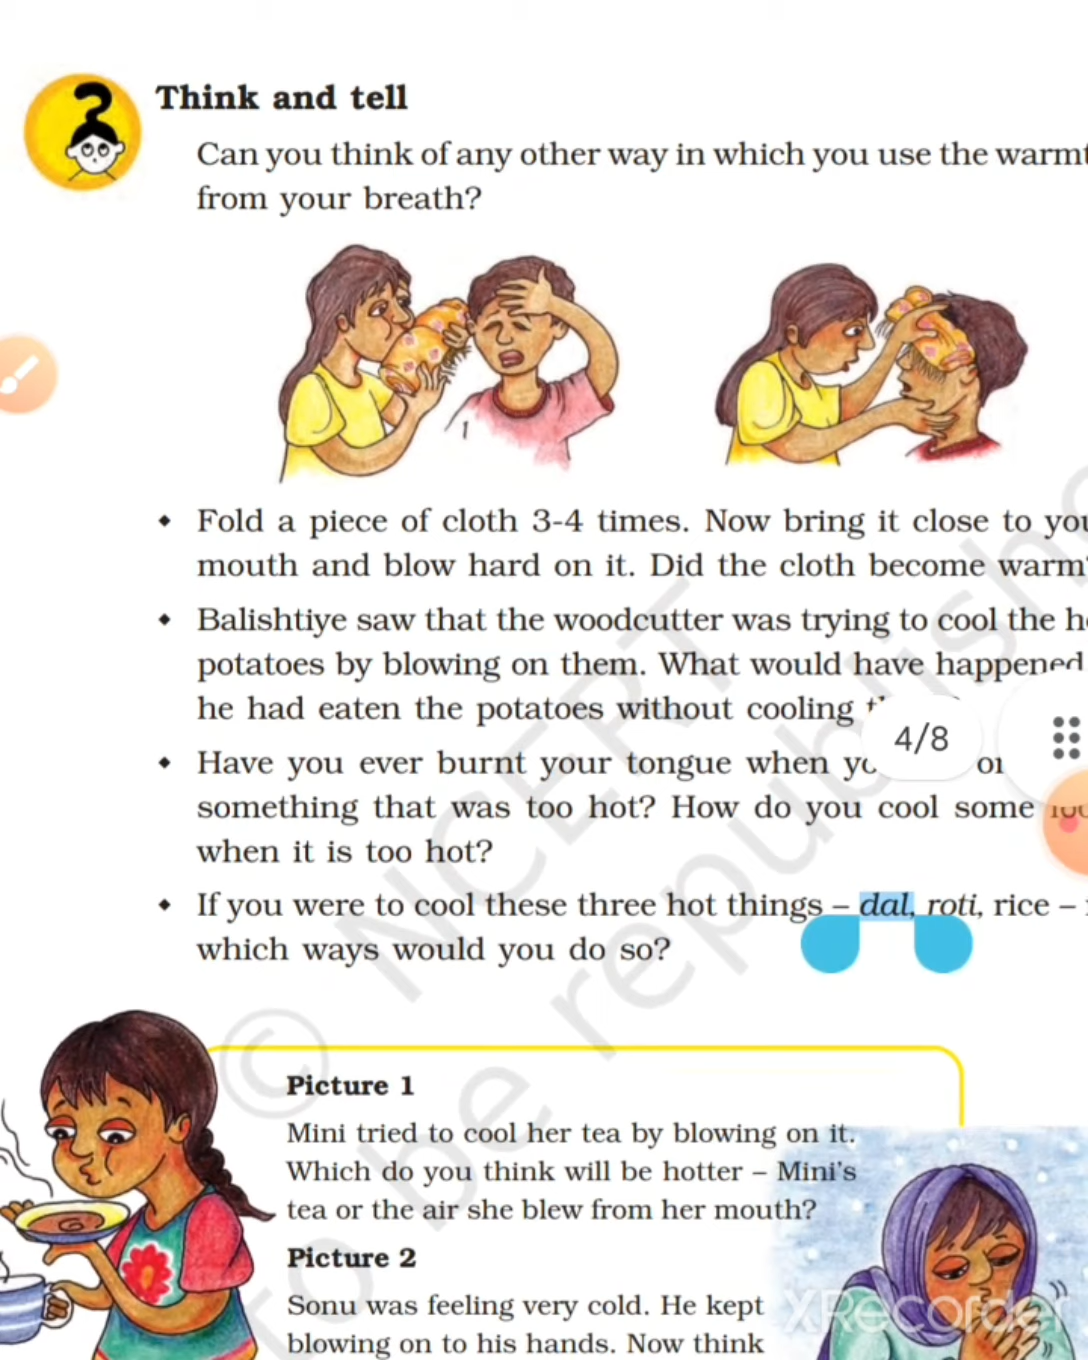 Think and tell
Can you think of any other way in which you use the warmt
from your breath?
Fold a piece of cloth 3-4 times. Now bring it close to you
mouth and blow hard on it. Did the cloth become warm?
Balishtiye saw that the woodcutter was trying to cool the
potatoes by blowing on them. What would have happened
he had eaten the potatoes without cooling
4/8
Have you ever burnt your tongue when
something that was too hot? How do you cool some
when it is too hot?
If you were to cool these three hot things – dal, roti, rice –
which ways would you do so?
Picture 1
Mini tried to cool her tea by blowing on it.
Which do you think will be hotter – Mini's
tea or the air she blew from her mouth?
Picture 2
Sonu was feeling very cold. He kept
blowing on to his hands. Now think
© NCERT
to be republishe
XRecorder